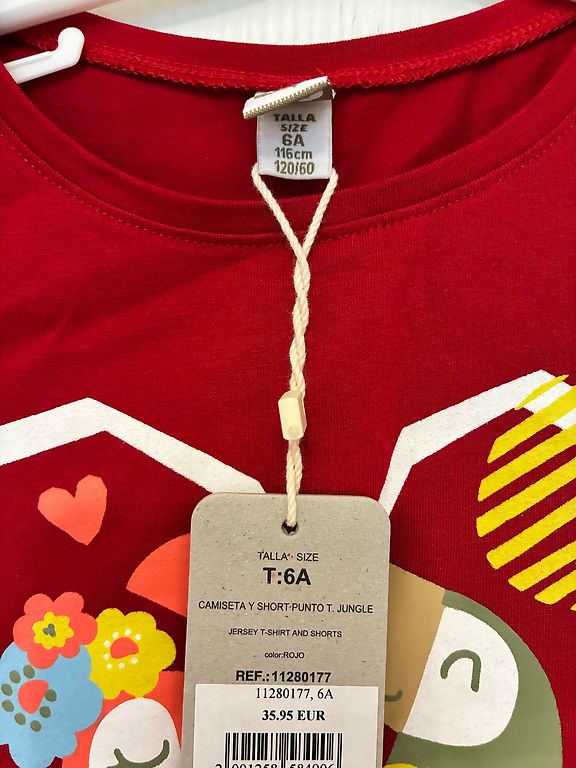 TALLA
SIZE
6A
116cm
120/60
TALLA SIZE
T:6A
CAMISETA Y SHORT PUNTO T. JUNGLE
JERSEY T-SHIRT AND SHORTS
color:ROJO
REF.:11280177
11280177, 6A
35.95 EUR